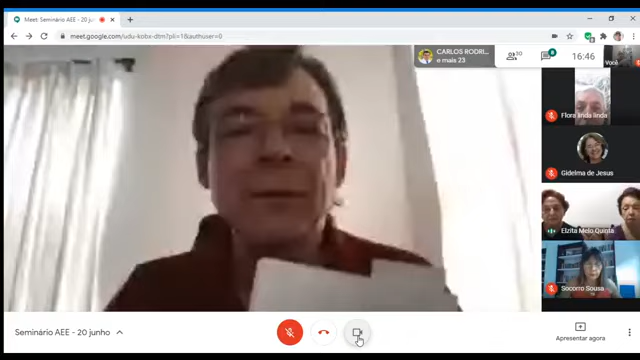 Meet: Seminário AEE - 20 jun
meet.google.com/udu-kobx-dtm?pli=1&authuser=0
CARLOS RODRI...
e mais 23
30
8
16:46
Você
Flora linda linda
Gidelma de Jesus
Elzita Melo Quinta
Socorro Sousa
Seminário AEE - 20 junho
Apresentar agora